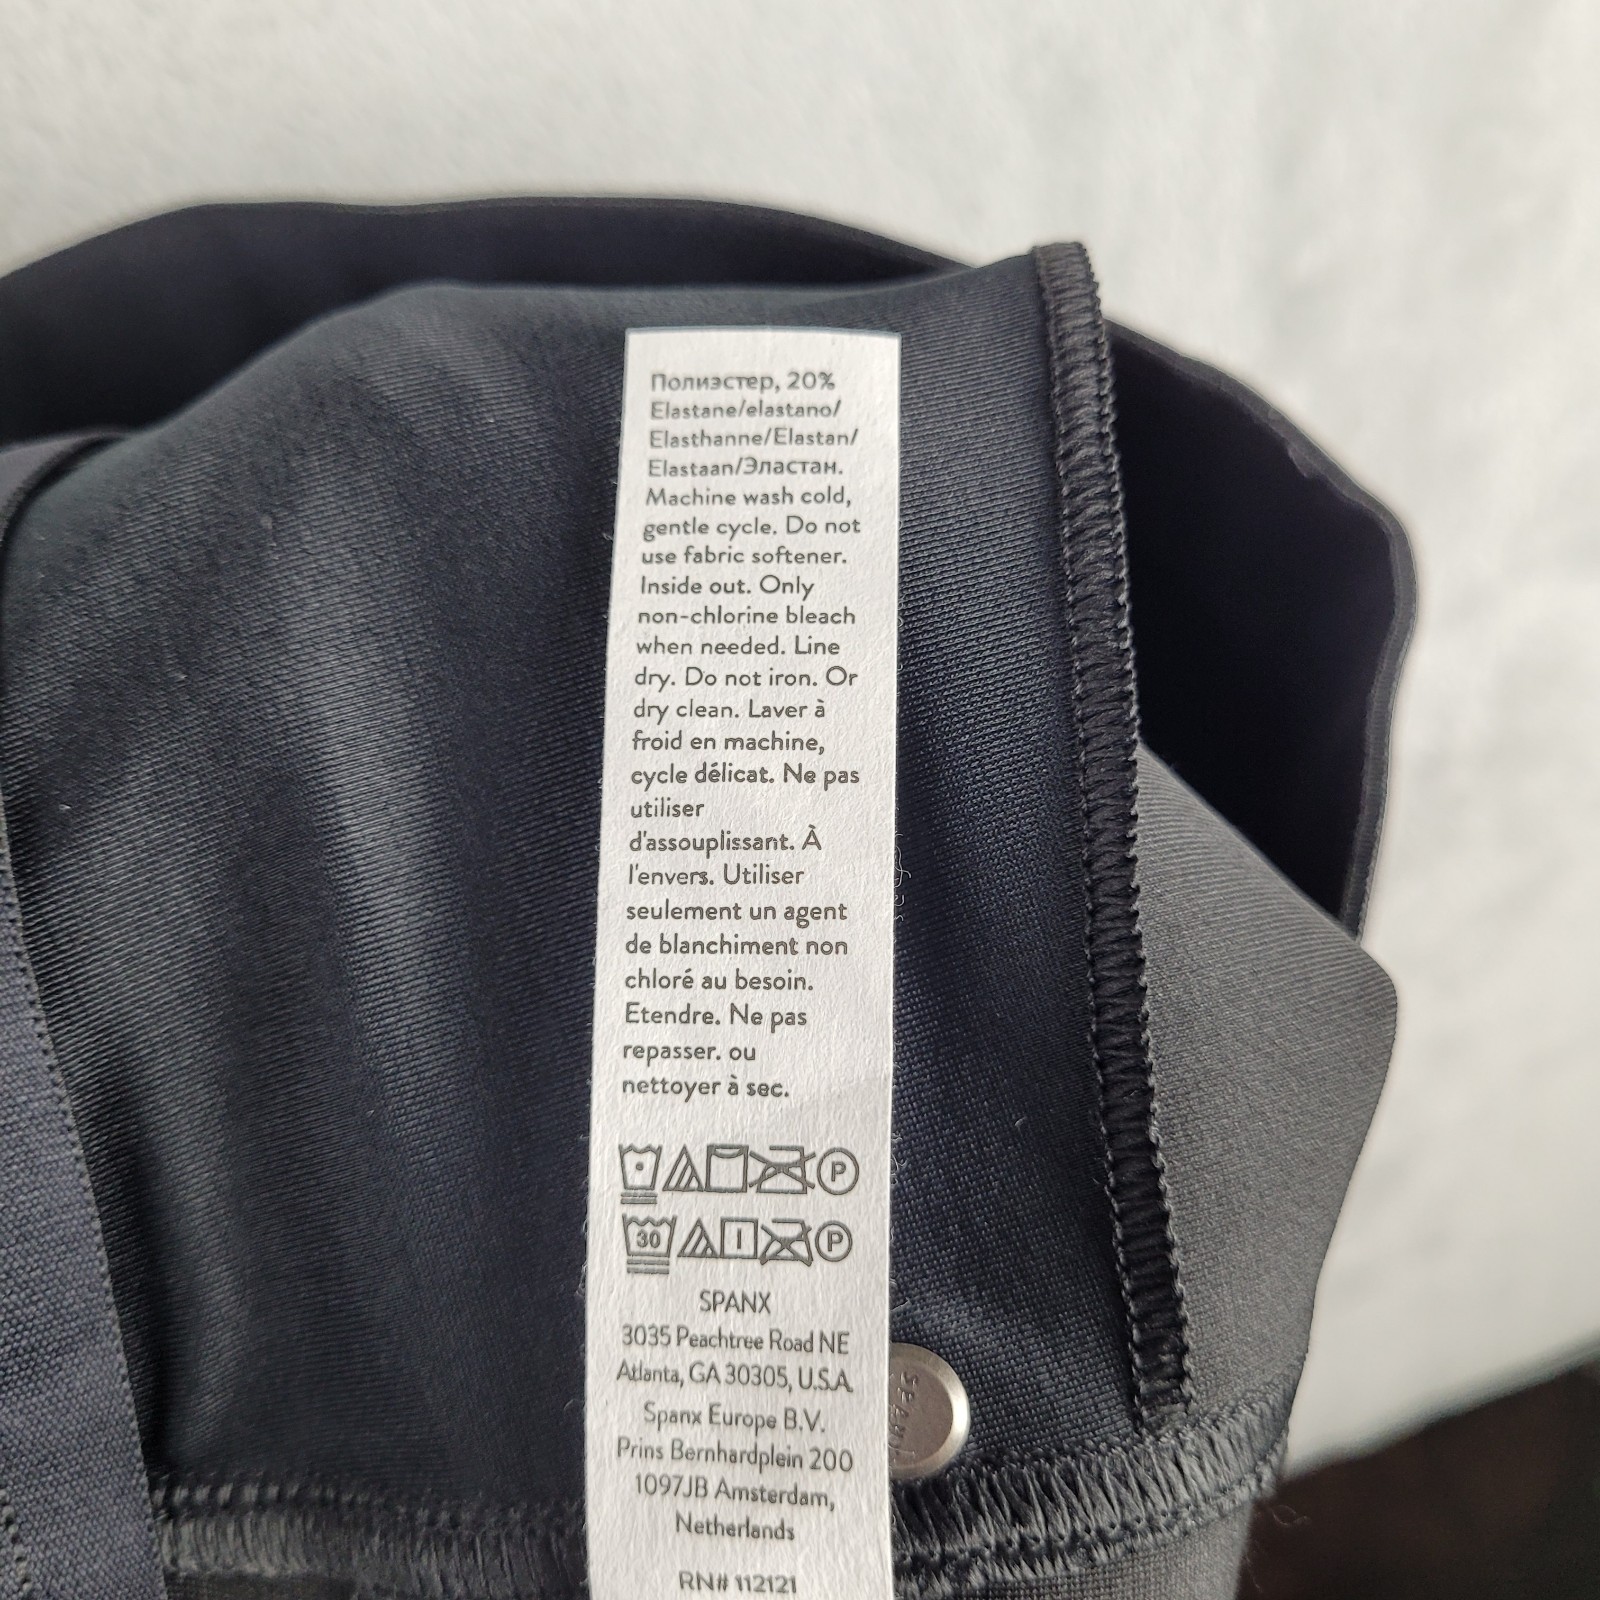 Полиэстер, 20%
Elastane/elastano/
Elasthanne/Elastan/
Elastaan/Эластан.
Machine wash cold,
gentle cycle. Do not
use fabric softener.
Inside out. Only
non-chlorine bleach
when needed. Line
dry. Do not iron. Or
dry clean. Laver à
froid en machine,
cycle délicat. Ne pas
utiliser
d'assouplissant. À
l'envers. Utiliser
seulement un agent
de blanchiment non
chloré au besoin.
Etendre. Ne pas
repasser. ou
nettoyer à sec.
P
30 P
SPANX
3035 Peachtree Road NE
Atlanta, GA 30305, U.S.A.
Spanx Europe B.V.
Prins Bernhardplein 200
1097JB Amsterdam,
Netherlands
RN# 112121